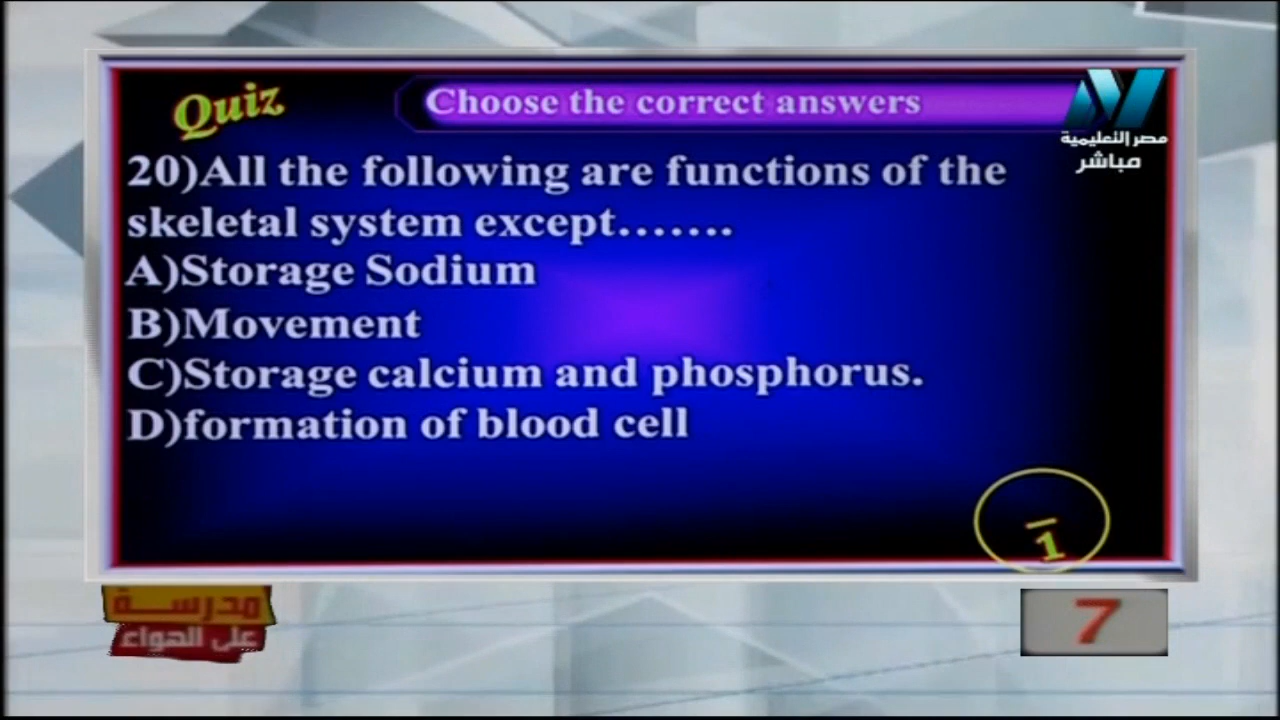 Quiz
Choose the correct answers
مصر التعليمية
مباشر
20)All the following are functions of the
skeletal system except.......
A)Storage Sodium
B)Movement
C)Storage calcium and phosphorus.
D)formation of blood cell
1
مدرسة
على الهواء
7